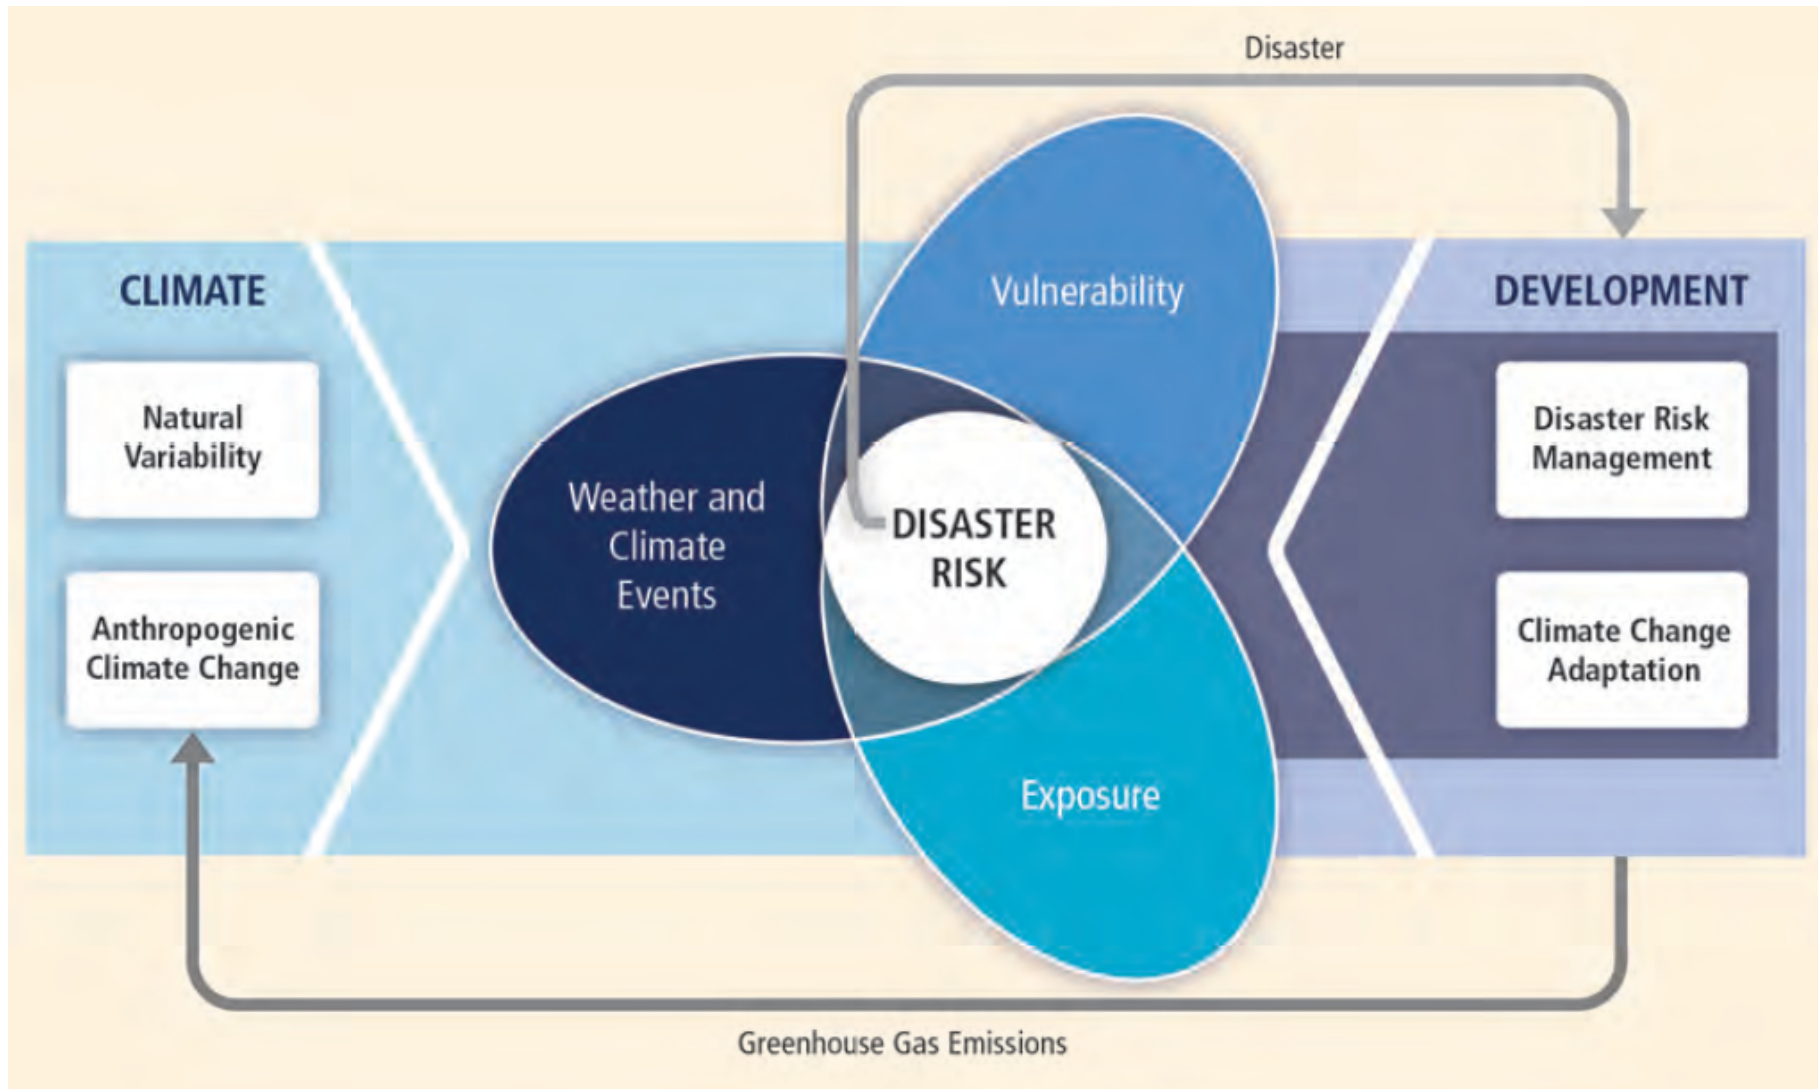 Disaster
CLIMATE
Natural
Variability
Anthropogenic
Climate Change
Weather and
Climate
Events
Vulnerability
DISASTER
RISK
Exposure
DEVELOPMENT
Disaster Risk
Management
Climate Change
Adaptation
Greenhouse Gas Emissions